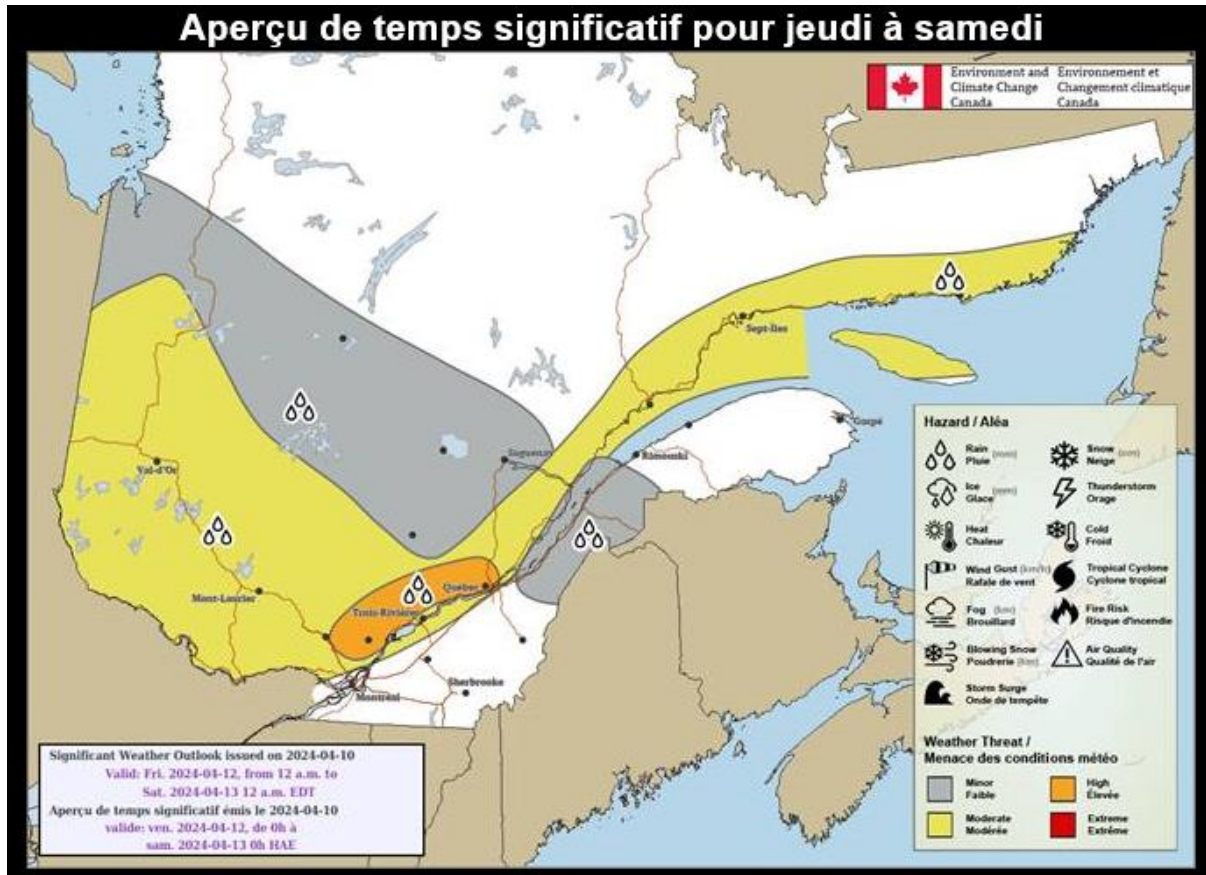 Aperçu de temps significatif pour jeudi à samedi
Environment and Climate Change Canada
Environnement et Changement climatique Canada
Sept-Iles
Gaspé
Rimouski
Saguenay
Val-d'Or
Québec
Mont-Laurier
Trois-Rivières
Sherbrooke
Montréal
Hazard / Aléa
Rain (mm)
Pluie
Snow (cm)
Neige
Ice (mm)
Glace
Thunderstorm
Orage
Heat
Chaleur
Cold
Froid
Wind Gust (km/h)
Rafale de vent
Tropical Cyclone
Cyclone tropical
Fog (km)
Brouillard
Fire Risk
Risque d'incendie
Blowing Snow
Poudrerie (km)
Air Quality
Qualité de l'air
Storm Surge
Onde de tempête
Weather Threat /
Menace des conditions météo
Minor
Faible
High
Élevée
Moderate
Modérée
Extreme
Extrême
Significant Weather Outlook issued on 2024-04-10
Valid: Fri. 2024-04-12, from 12 a.m. to
Sat. 2024-04-13 12 a.m. EDT
Aperçu de temps significatif émis le 2024-04-10
valide: ven. 2024-04-12, de 0h à
sam. 2024-04-13 0h HAE